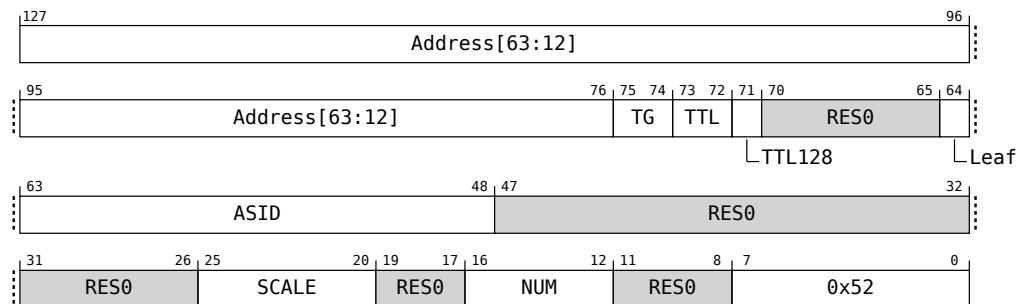 127 96
Address[63:12]
95 76 75 74 73 72 71 70 65 64
Address[63:12] TG TTL RES0
TTL128 Leaf
63 48 47 32
ASID RES0
31 26 25 20 19 17 16 12 11 8 7 0
RES0 SCALE RES0 NUM RES0 0x52